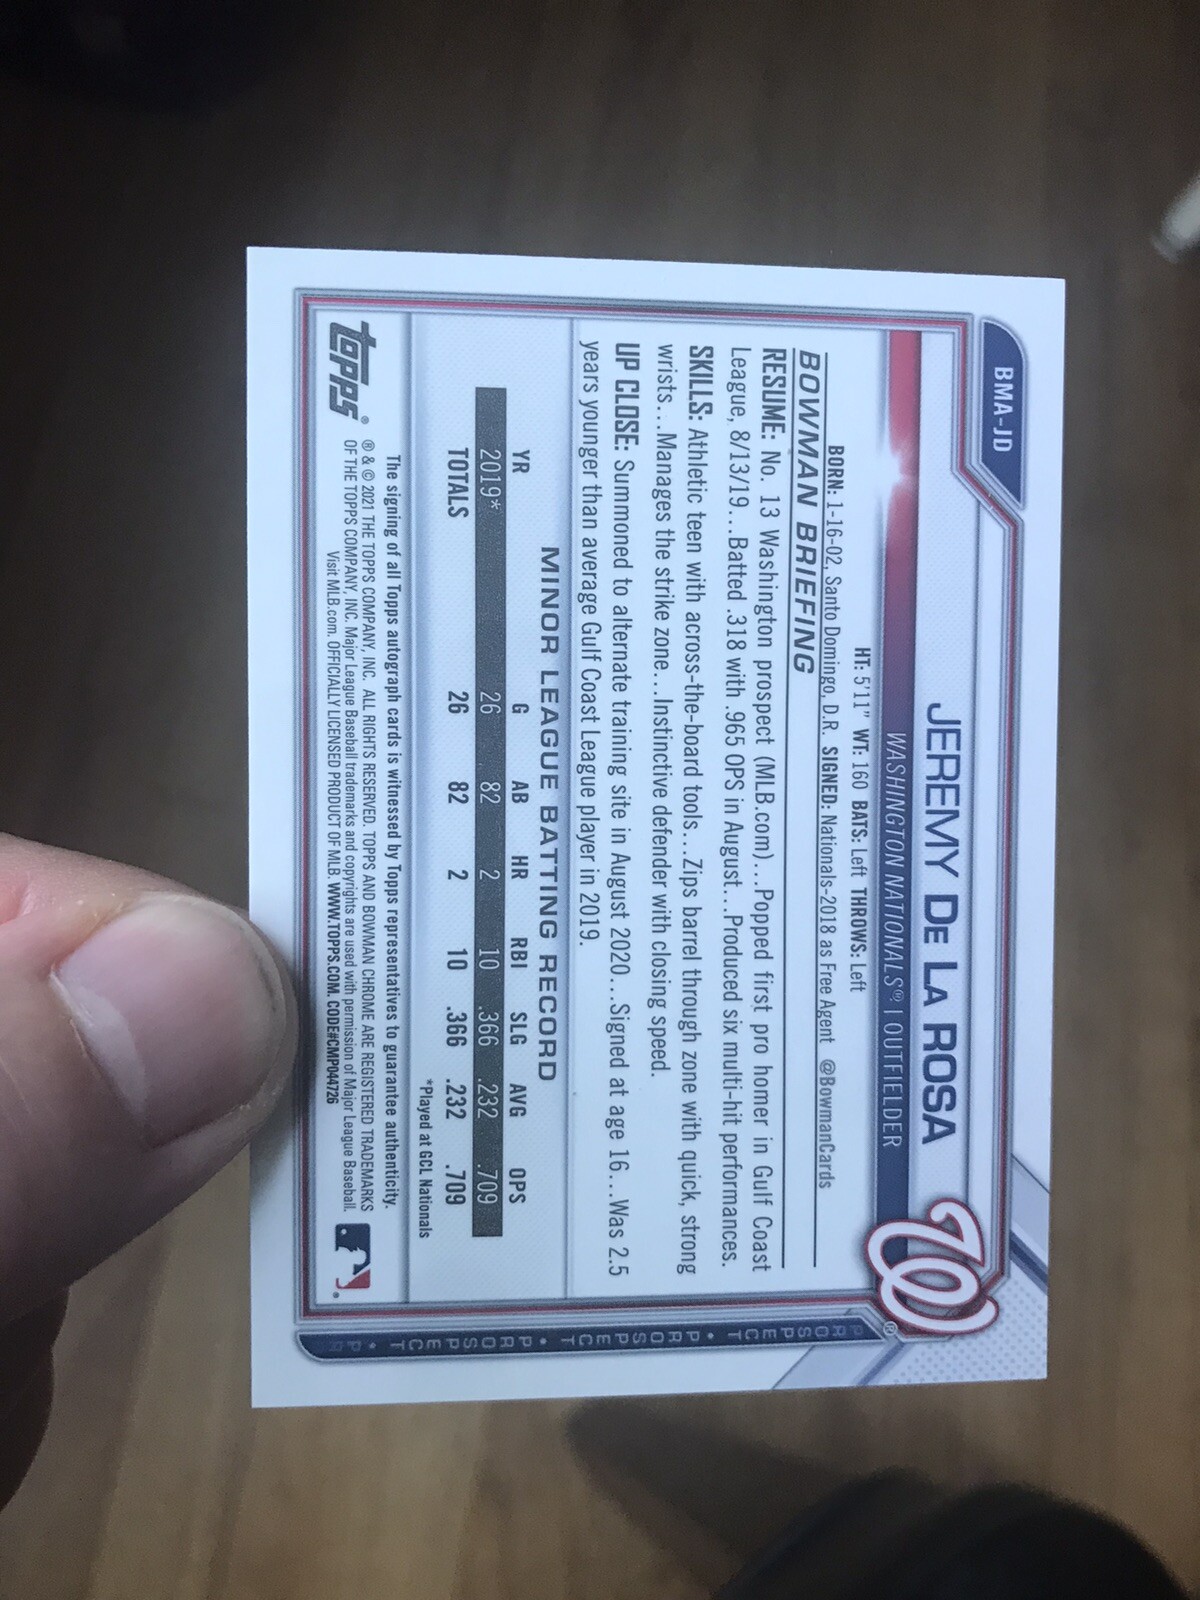 BMA-JD
JEREMY DE LA ROSA
WASHINGTON NATIONALS® | OUTFIELDER
HT: 5'11" WT: 160 BATS: Left THROWS: Left
BORN: 1-16-02, Santo Domingo, D.R. SIGNED: Nationals-2018 as Free Agent @BowmanCards
BOWMAN BRIEFING
RESUME: No. 13 Washington prospect (MLB.com)...Popped first pro homer in Gulf Coast
League, 8/13/19...Batted .318 with .965 OPS in August...Produced six multi-hit performances.
SKILLS: Athletic teen with across-the-board tools...Zips barrel through zone with quick, strong
wrists...Manages the strike zone...Instinctive defender with closing speed.
UP CLOSE: Summoned to alternate training site in August 2020...Signed at age 16...Was 2.5
years younger than average Gulf Coast League player in 2019.
MINOR LEAGUE BATTING RECORD
YR G AB HR RBI SLG AVG OPS
2019* 26 82 2 10 .366 .232 .709
TOTALS 26 82 2 10 .366 .232 .709
*Played at GCL Nationals
topps®
The signing of all Topps autograph cards is witnessed by Topps representatives to guarantee authenticity.
® & © 2021 THE TOPPS COMPANY, INC. ALL RIGHTS RESERVED. TOPPS AND BOWMAN CHROME ARE REGISTERED TRADEMARKS
OF THE TOPPS COMPANY, INC. Major League Baseball trademarks and copyrights are used with permission of Major League Baseball.
Visit MLB.com. OFFICIALLY LICENSED PRODUCT OF MLB. WWW.TOPPS.COM. CODE#CMP044726
W®
PROSPECT • PROSPECT • PROSPECT • PR